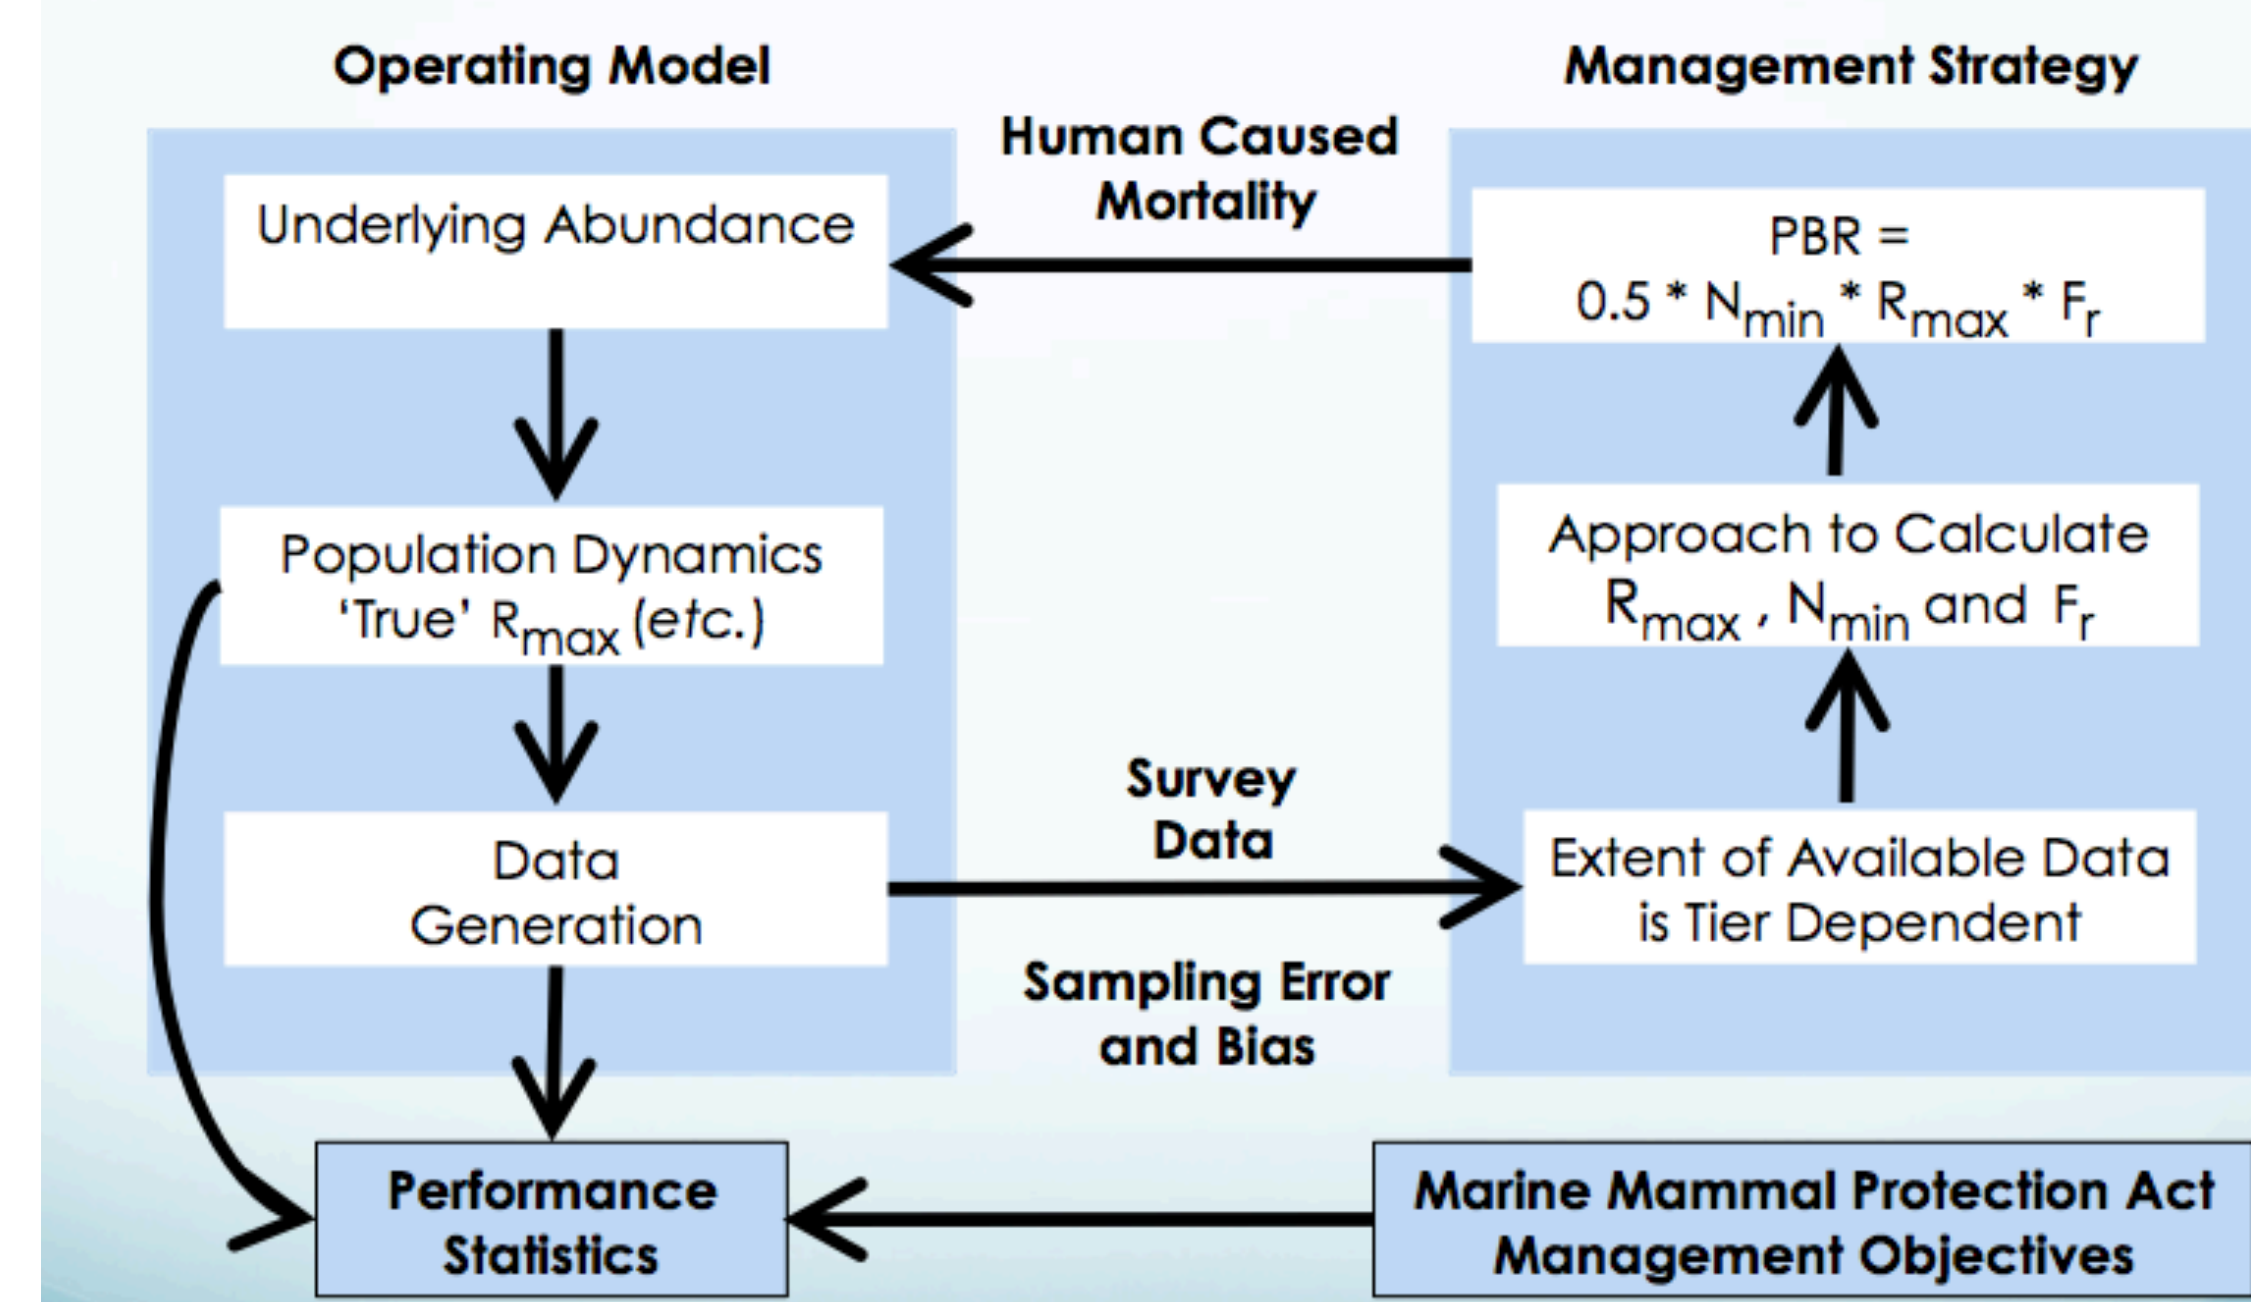 Operating Model
Management Strategy
Human Caused
Mortality
Underlying Abundance
PBR =
0.5 * Nmin * Rmax * Fr
Population Dynamics
‘True’ Rmax (etc.)
Approach to Calculate
Rmax , Nmin and Fr
Survey
Data
Data
Generation
Extent of Available Data
is Tier Dependent
Sampling Error
and Bias
Performance
Statistics
Marine Mammal Protection Act
Management Objectives